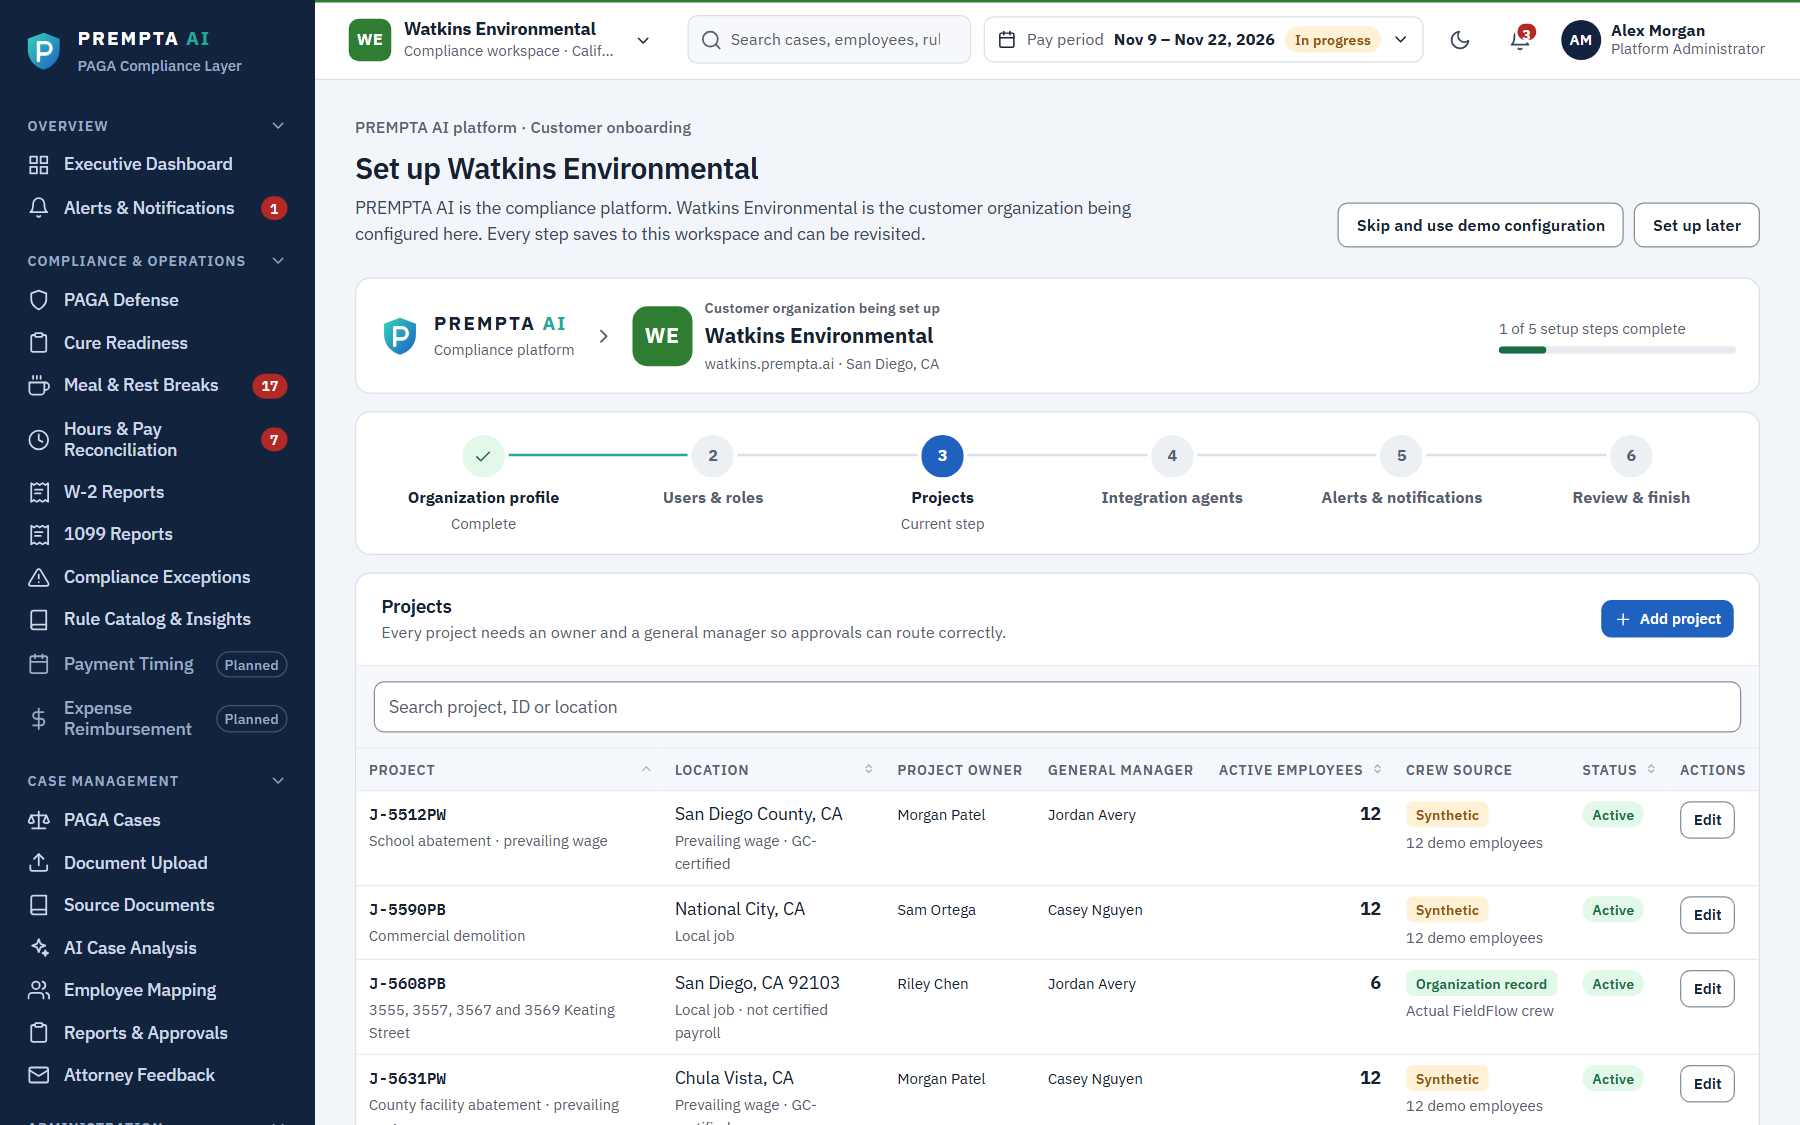 PREMPTA AI
PAGA Compliance Layer
OVERVIEW
Executive Dashboard
Alerts & Notifications 1
COMPLIANCE & OPERATIONS
PAGA Defense
Cure Readiness
Meal & Rest Breaks 17
Hours & Pay
Reconciliation 7
W-2 Reports
1099 Reports
Compliance Exceptions
Rule Catalog & Insights
Payment Timing Planned
Expense
Reimbursement Planned
CASE MANAGEMENT
PAGA Cases
Document Upload
Source Documents
AI Case Analysis
Employee Mapping
Reports & Approvals
Attorney Feedback
WE
Watkins Environmental
Compliance workspace · Calif...
Search cases, employees, rul
Pay period Nov 9 – Nov 22, 2026 In progress
3
AM
Alex Morgan
Platform Administrator
PREMPTA AI platform · Customer onboarding
Set up Watkins Environmental
PREMPTA AI is the compliance platform. Watkins Environmental is the customer organization being
configured here. Every step saves to this workspace and can be revisited.
Skip and use demo configuration Set up later
PREMPTA AI
Compliance platform
WE
Customer organization being set up
Watkins Environmental
watkins.prempta.ai · San Diego, CA
1 of 5 setup steps complete
2 3 4 5 6
Organization profile Users & roles Projects Integration agents Alerts & notifications Review & finish
Complete Current step
Projects
Every project needs an owner and a general manager so approvals can route correctly.
Add project
Search project, ID or location
PROJECT LOCATION PROJECT OWNER GENERAL MANAGER ACTIVE EMPLOYEES CREW SOURCE STATUS ACTIONS
J-5512PW San Diego County, CA Morgan Patel Jordan Avery 12 Synthetic Active Edit
School abatement · prevailing wage Prevailing wage · GC-
certified 12 demo employees
J-5590PB National City, CA Sam Ortega Casey Nguyen 12 Synthetic Active Edit
Commercial demolition Local job 12 demo employees
J-5608PB San Diego, CA 92103 Riley Chen Jordan Avery 6 Organization record Active Edit
3555, 3557, 3567 and 3569 Keating
Street Local job · not certified
payroll Actual FieldFlow crew
J-5631PW Chula Vista, CA Morgan Patel Casey Nguyen 12 Synthetic Active Edit
County facility abatement · prevailing Prevailing wage · GC- 12 demo employees